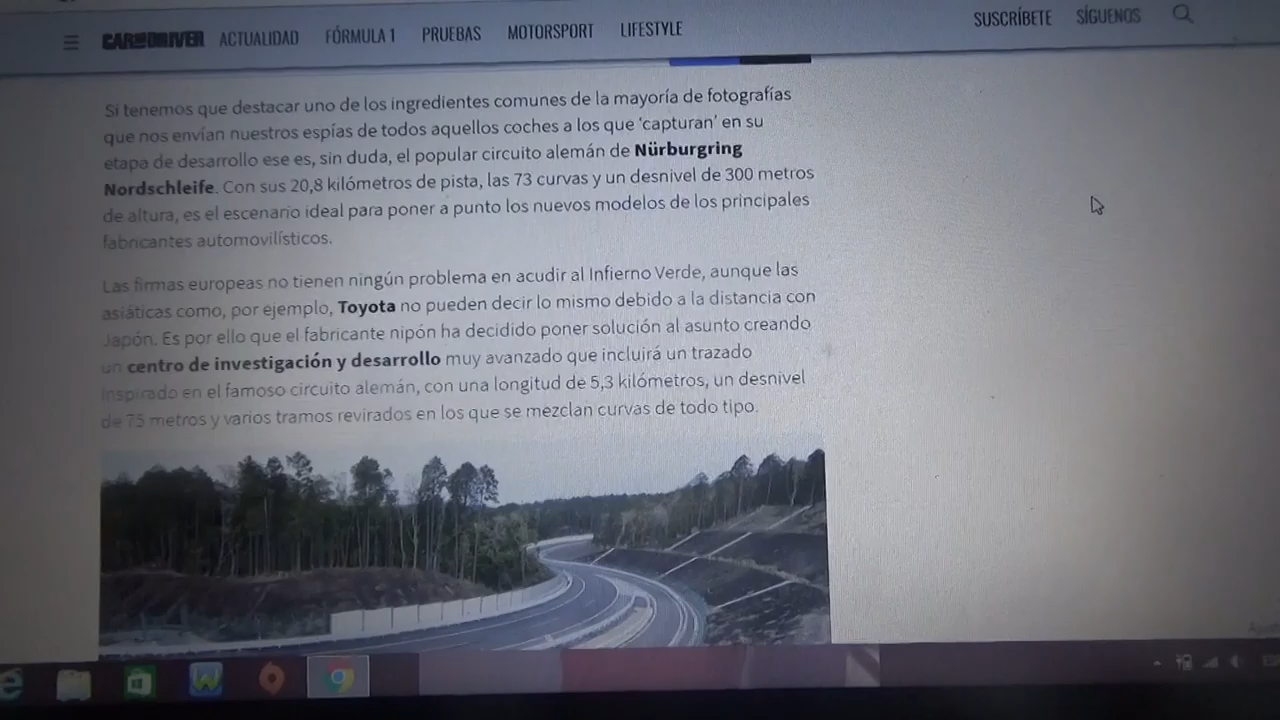 CAR AND DRIVER ACTUALIDAD FÓRMULA 1 PRUEBAS MOTORSPORT LIFESTYLE SUSCRÍBETE SÍGUENOS
Si tenemos que destacar uno de los ingredientes comunes de la mayoría de fotografías
que nos envían nuestros espías de todos aquellos coches a los que ‘capturan’ en su
etapa de desarrollo ese es, sin duda, el popular circuito alemán de Nürburgring
Nordschleife. Con sus 20,8 kilómetros de pista, las 73 curvas y un desnivel de 300 metros
de altura, es el escenario ideal para poner a punto los nuevos modelos de los principales
fabricantes automovilísticos.
Las firmas europeas no tienen ningún problema en acudir al Infierno Verde, aunque las
asiáticas como, por ejemplo, Toyota no pueden decir lo mismo debido a la distancia con
Japón. Es por ello que el fabricante nipón ha decidido poner solución al asunto creando
un centro de investigación y desarrollo muy avanzado que incluirá un trazado
inspirado en el famoso circuito alemán, con una longitud de 5,3 kilómetros, un desnivel
de 75 metros y varios tramos revirados en los que se mezclan curvas de todo tipo.